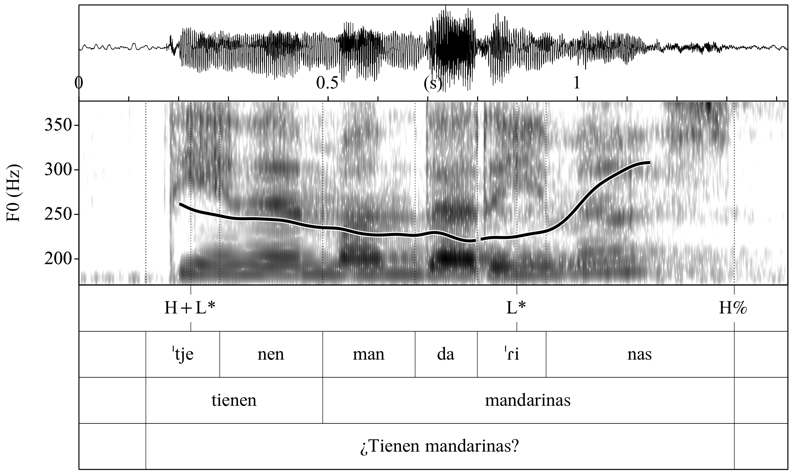 0 0.5 (s) 1
350
300
250
200
F0 (Hz)
H+L* L* H%
ˈtje nen man da ˈɾi nas
tienen mandarinas
¿Tienen mandarinas?